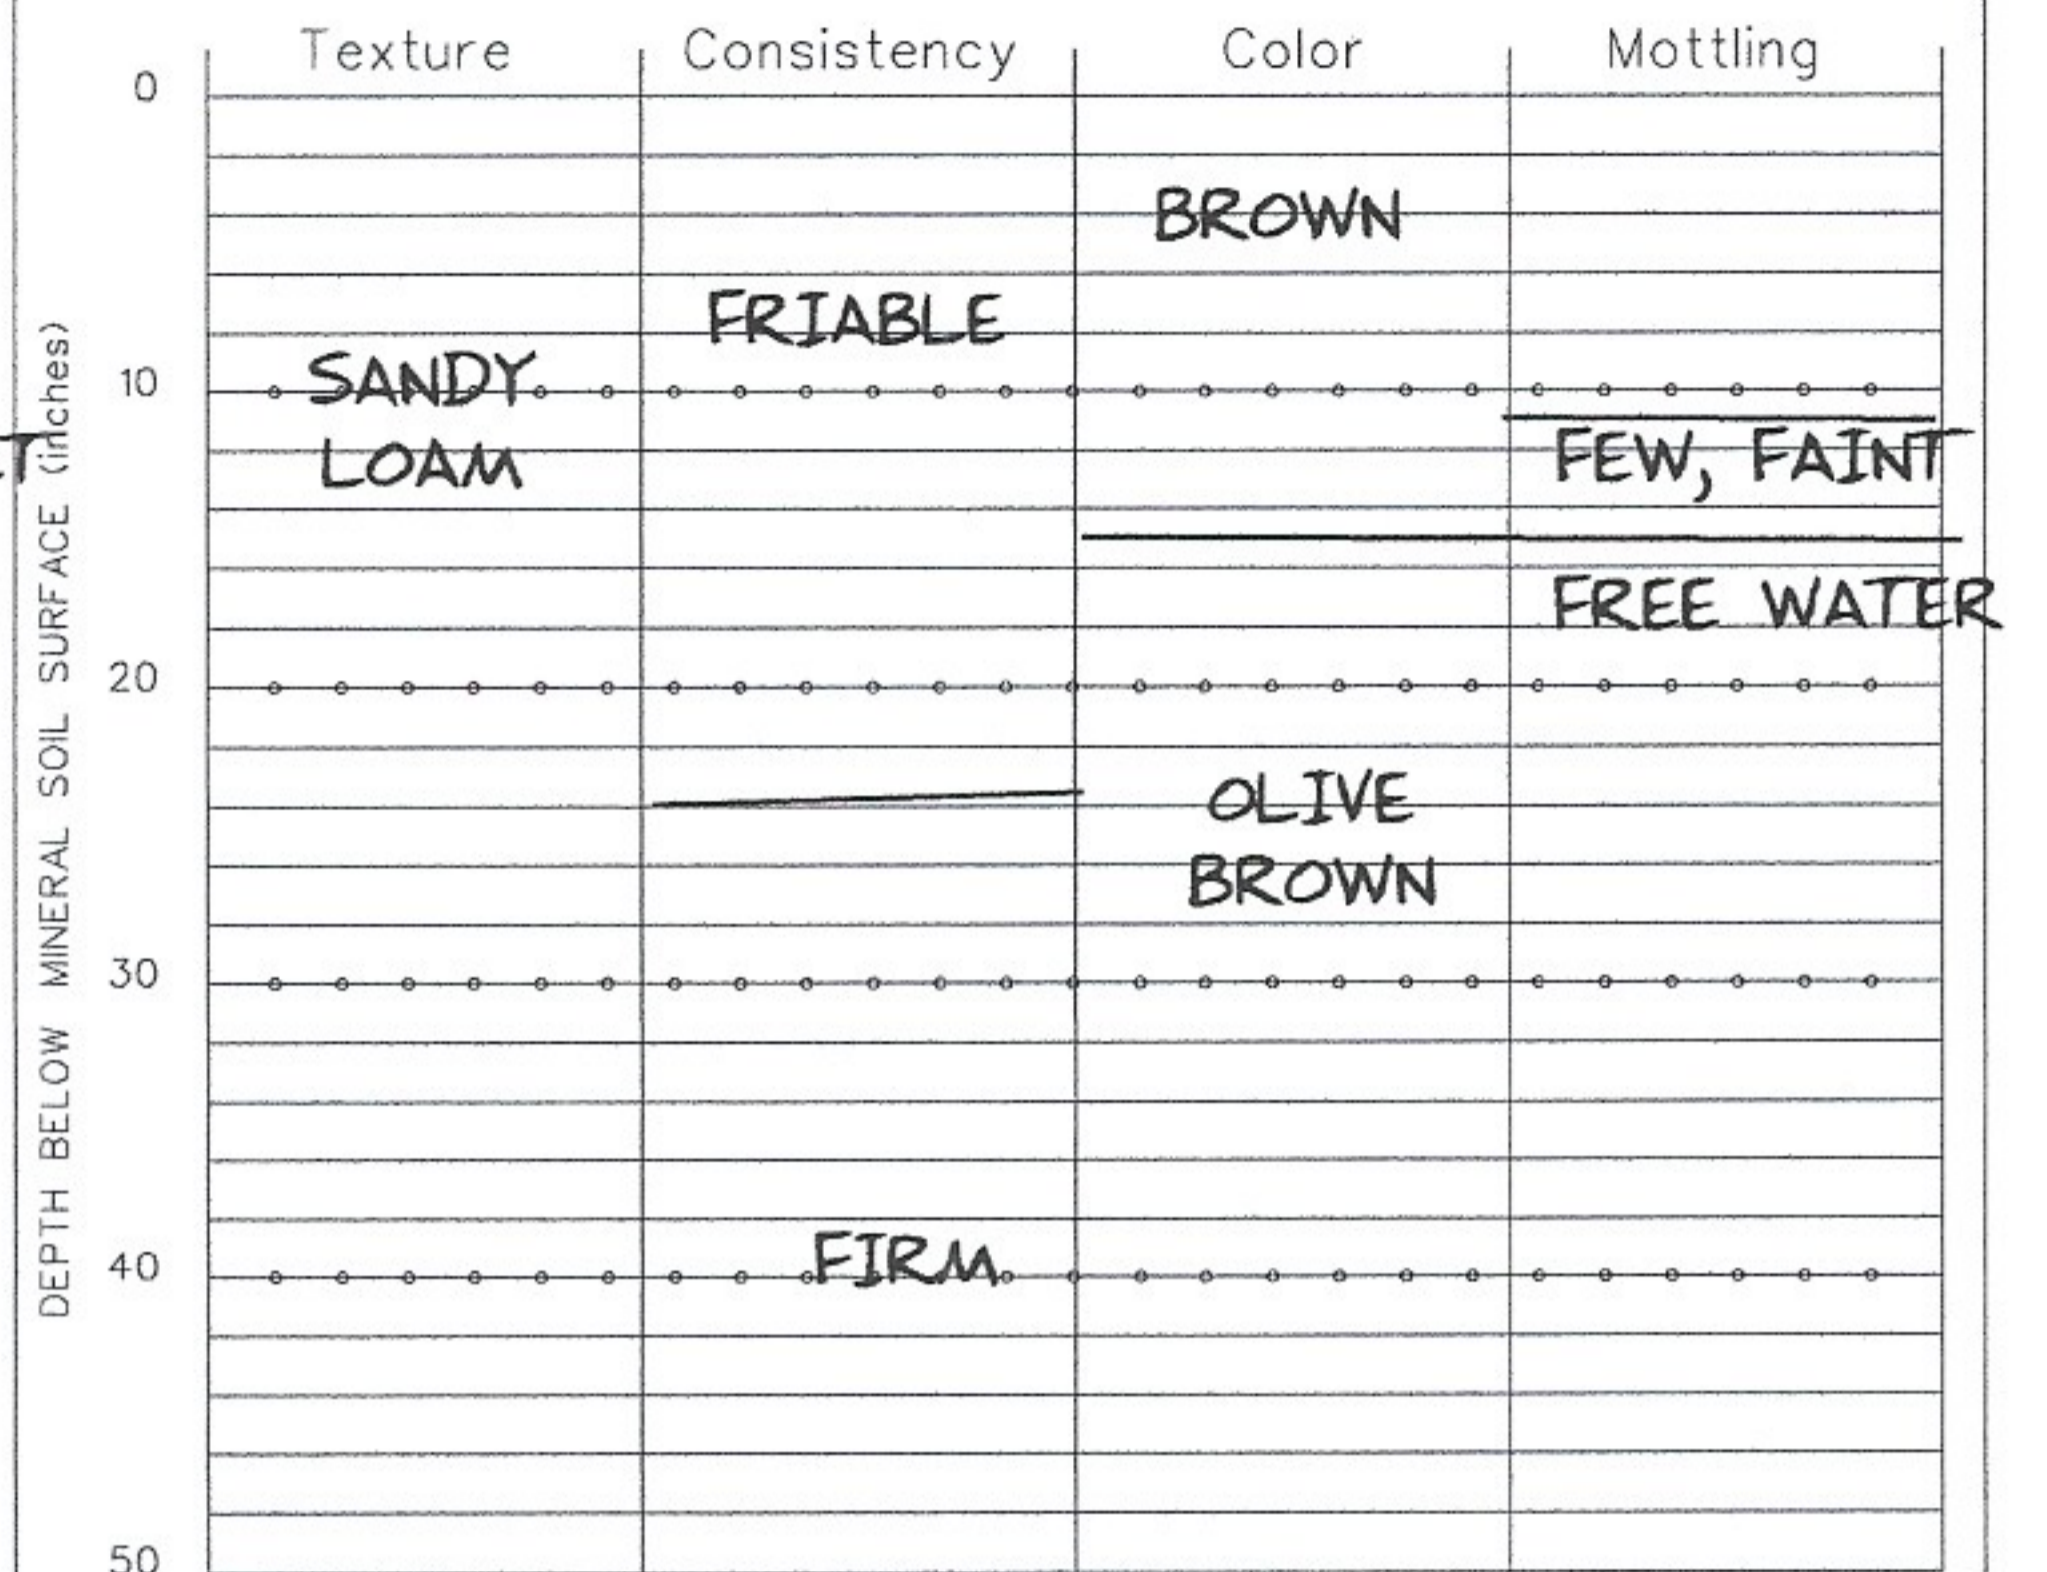 Texture Consistency Color Mottling
0
BROWN
FRIABLE
10 SANDY
LOAM
FEW, FAINT
FREE WATER
20
OLIVE
BROWN
30
40 FIRM
50
DEPTH BELOW MINERAL SOIL SURFACE (inches)